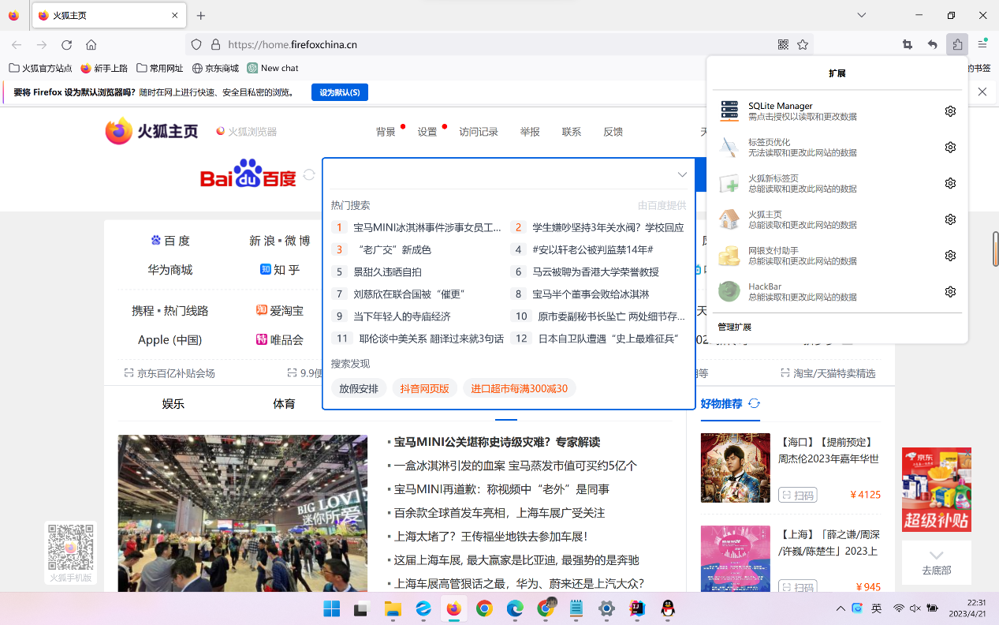 火狐主页
https://home.firefoxchina.cn
火狐官方站点
新手上路
常用网址
京东商城
New chat
的书签
要将 Firefox 设为默认浏览器吗？随时在网上进行快速、安全且私密的浏览。
设为默认(S)
扩展
SQLite Manager
需点击授权以读取和更改数据
标签页优化
无法读取和更改此网站的数据
火狐新标签页
总能读取和更改此网站的数据
火狐主页
总能读取和更改此网站的数据
网银支付助手
总能读取和更改此网站的数据
HackBar
总能读取和更改此网站的数据
管理扩展
火狐主页
火狐浏览器
背景
设置
访问记录
举报
联系
反馈
Bai du 百度
热门搜索
由百度提供
1 宝马MINI冰淇淋事件涉事女员工...
2 学生嫌吵坚持3年关水阀？学校回应
3 “老广交”新成色
4 #安以轩老公被判监禁14年#
5 景甜久违晒自拍
6 马云被聘为香港大学荣誉教授
7 刘慈欣在联合国被“催更”
8 宝马半个董事会败给冰淇淋
9 当下年轻人的寺庙经济
10 原市委副秘书长坠亡 两处细节存...
11 耶伦谈中美关系 翻译过来就3句话
12 日本自卫队遭遇“史上最难征兵”
搜索发现
放假安排
抖音网页版
进口超市每满300减30
百 度
新 浪▪微 博
华为商城
知 知 乎
携程▪热门线路
爱淘宝
Apple (中国)
特 唯品会
京东百亿补贴会场
9.9便
等
淘宝/天猫特卖精选
娱乐
体育
好物推荐
BIG LOVE
迷你所爱
▪ 宝马MINI公关堪称史诗级灾难？专家解读
▪ 一盒冰淇淋引发的血案 宝马蒸发市值可买约5亿个
▪ 宝马MINI再道歉：称视频中“老外”是同事
▪ 百余款全球首发车亮相，上海车展广受关注
▪ 上海太堵了？王传福坐地铁去参加车展！
▪ 这届上海车展, 最大赢家是比亚迪, 最强势的是奔驰
▪ 上海车展高管狠话之最，华为、蔚来还是上汽大众？
【海口】【提前预定】
周杰伦2023年嘉年华世
扫码
￥4125
【上海】「薛之谦/周深
/许巍/陈楚生」2023上
扫码
￥945
京东
超级补贴
去底部
火狐手机版
英
22:31
2023/4/21